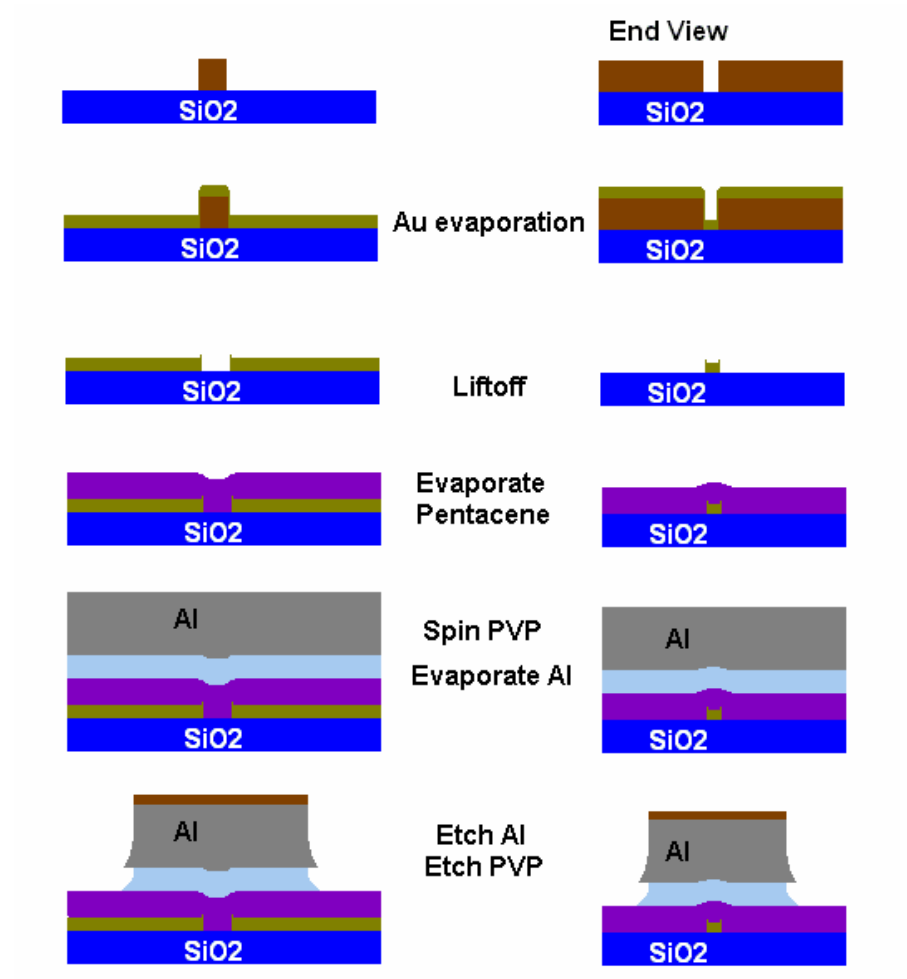 End View
SiO2
SiO2
Au evaporation
SiO2
SiO2
SiO2
Liftoff
SiO2
Evaporate
Pentacene
SiO2
SiO2
Al
Spin PVP
Evaporate Al
Al
SiO2
SiO2
Al
Etch Al
Etch PVP
Al
SiO2
SiO2